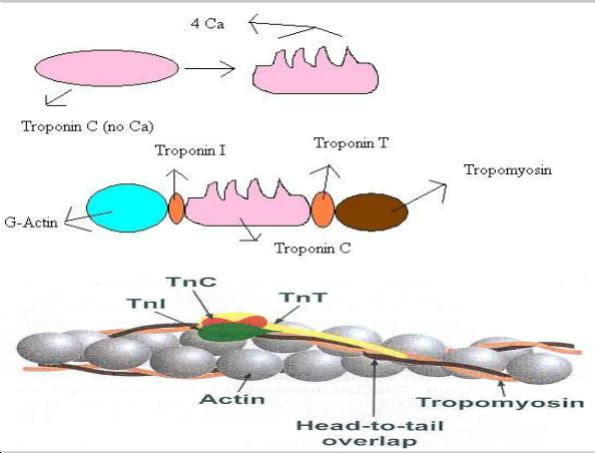 4 Ca
Troponin C (no Ca)
Troponin I
Troponin T
Tropomyosin
G-Actin
Troponin C
TnC
TnI
TnT
Actin
Tropomyosin
Head-to-tail
overlap